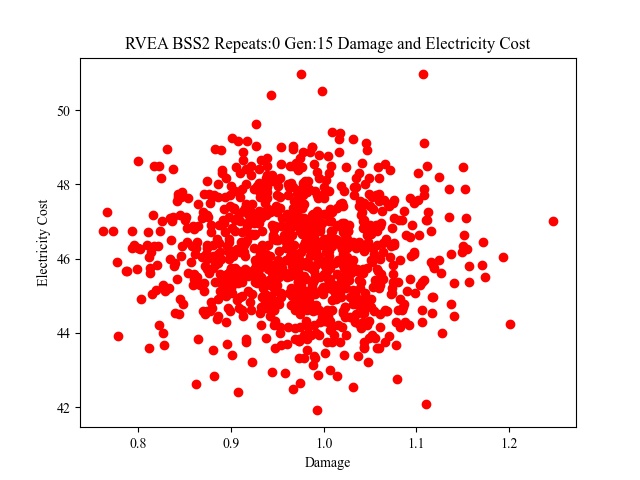 RVEA BSS2 Repeats:0 Gen:15 Damage and Electricity Cost
50
48
46
44
42
Electricity Cost
0.8 0.9 1.0 1.1 1.2
Damage